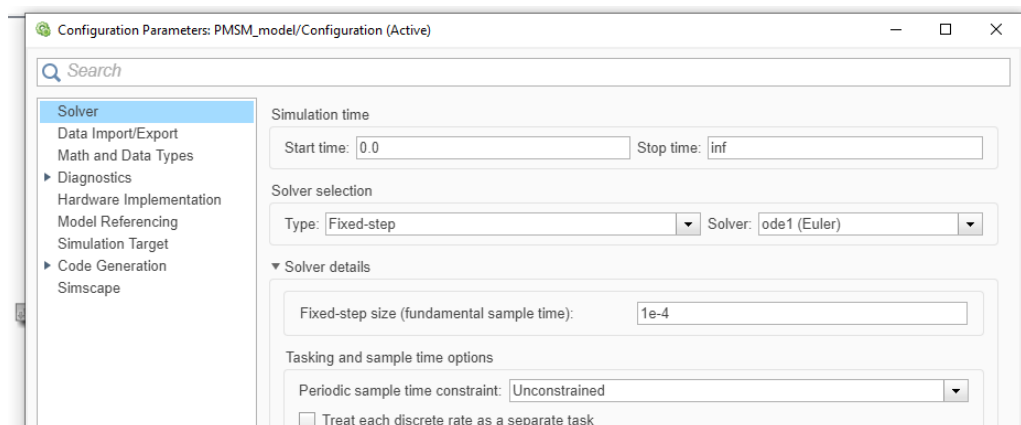 Configuration Parameters: PMSM_model/Configuration (Active)
Search
Solver
Data Import/Export
Math and Data Types
Diagnostics
Hardware Implementation
Model Referencing
Simulation Target
Code Generation
Simscape
Simulation time
Start time: 0.0 Stop time: inf
Solver selection
Type: Fixed-step Solver: ode1 (Euler)
Solver details
Fixed-step size (fundamental sample time): 1e-4
Tasking and sample time options
Periodic sample time constraint: Unconstrained
Treat each discrete rate as a separate task